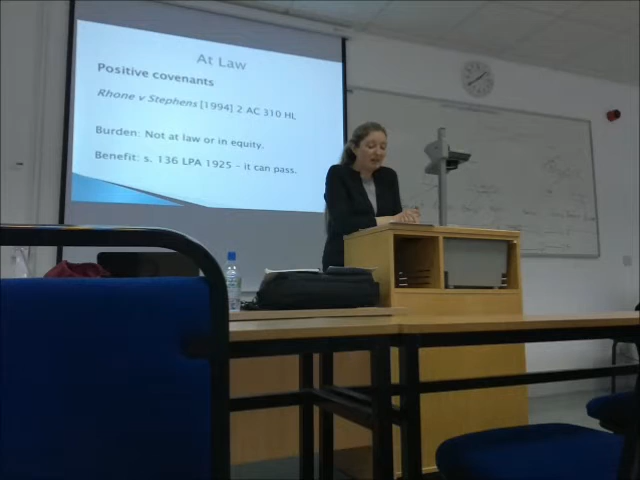 At Law
Positive covenants
Rhone v Stephens [1994] 2 AC 310 HL
Burden: Not at law or in equity.
Benefit: s. 136 LPA 1925 – it can pass.